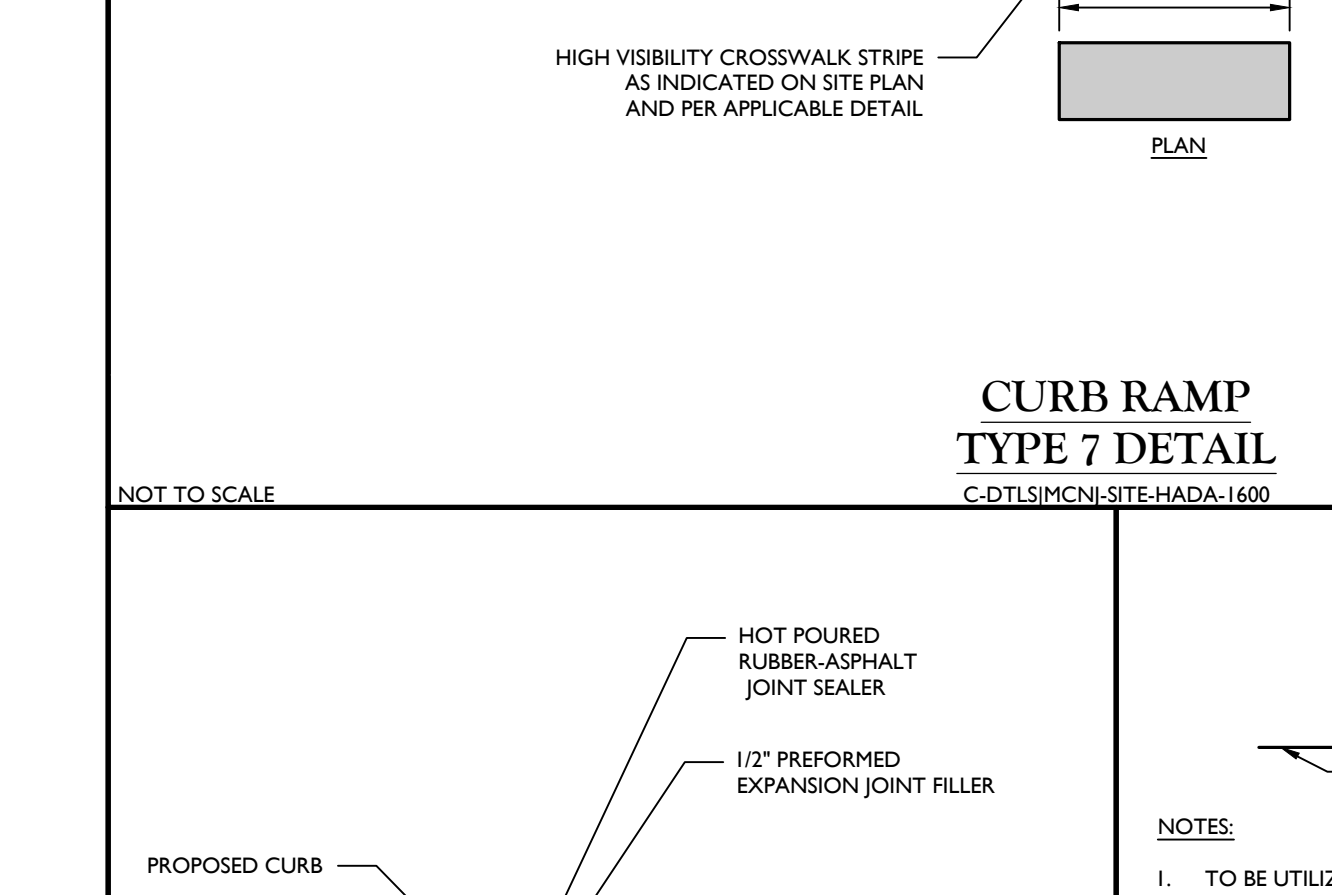 HIGH VISIBILITY CROSSWALK STRIPE
AS INDICATED ON SITE PLAN
AND PER APPLICABLE DETAIL
PLAN
CURB RAMP
TYPE 7 DETAIL
NOT TO SCALE
C-DTLS|MCNJ-SITE-HADA-1600
HOT POURED
RUBBER-ASPHALT
JOINT SEALER
1/2" PREFORMED
EXPANSION JOINT FILLER
PROPOSED CURB
NOTES:
1. TO BE